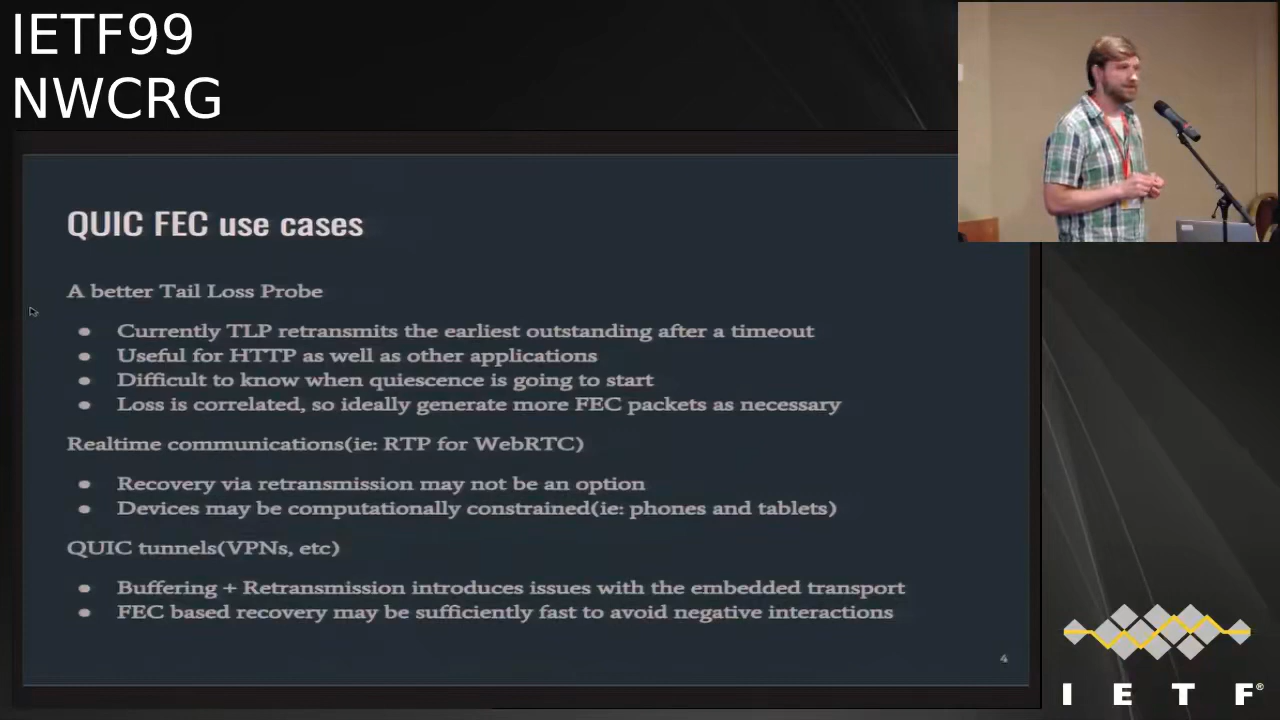 IETF99
NWCRG
QUIC FEC use cases
A better Tail Loss Probe
● Currently TLP retransmits the earliest outstanding after a timeout
● Useful for HTTP as well as other applications
● Difficult to know when quiescence is going to start
● Loss is correlated, so ideally generate more FEC packets as necessary
Realtime communications(ie: RTP for WebRTC)
● Recovery via retransmission may not be an option
● Devices may be computationally constrained(ie: phones and tablets)
QUIC tunnels(VPNs, etc)
● Buffering + Retransmission introduces issues with the embedded transport
● FEC based recovery may be sufficiently fast to avoid negative interactions
4
I E T F®